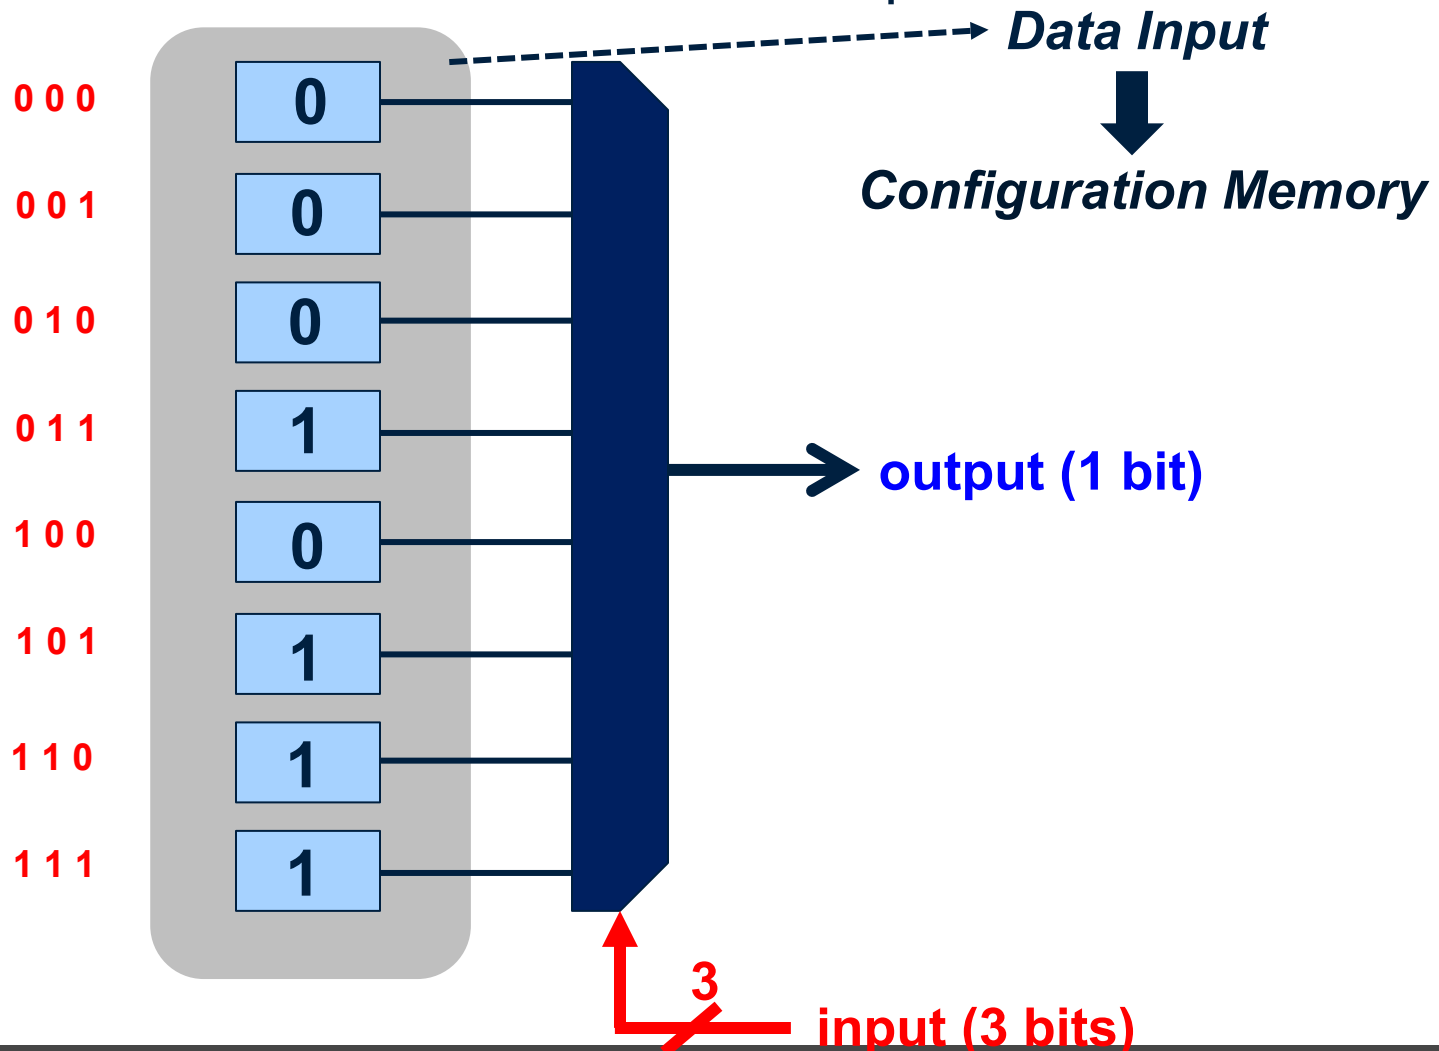 Data Input
0 0 0
0
Configuration Memory
0 0 1
0
0 1 0
0
0 1 1
1
output (1 bit)
1 0 0
0
1 0 1
1
1 1 0
1
1 1 1
1
3
input (3 bits)